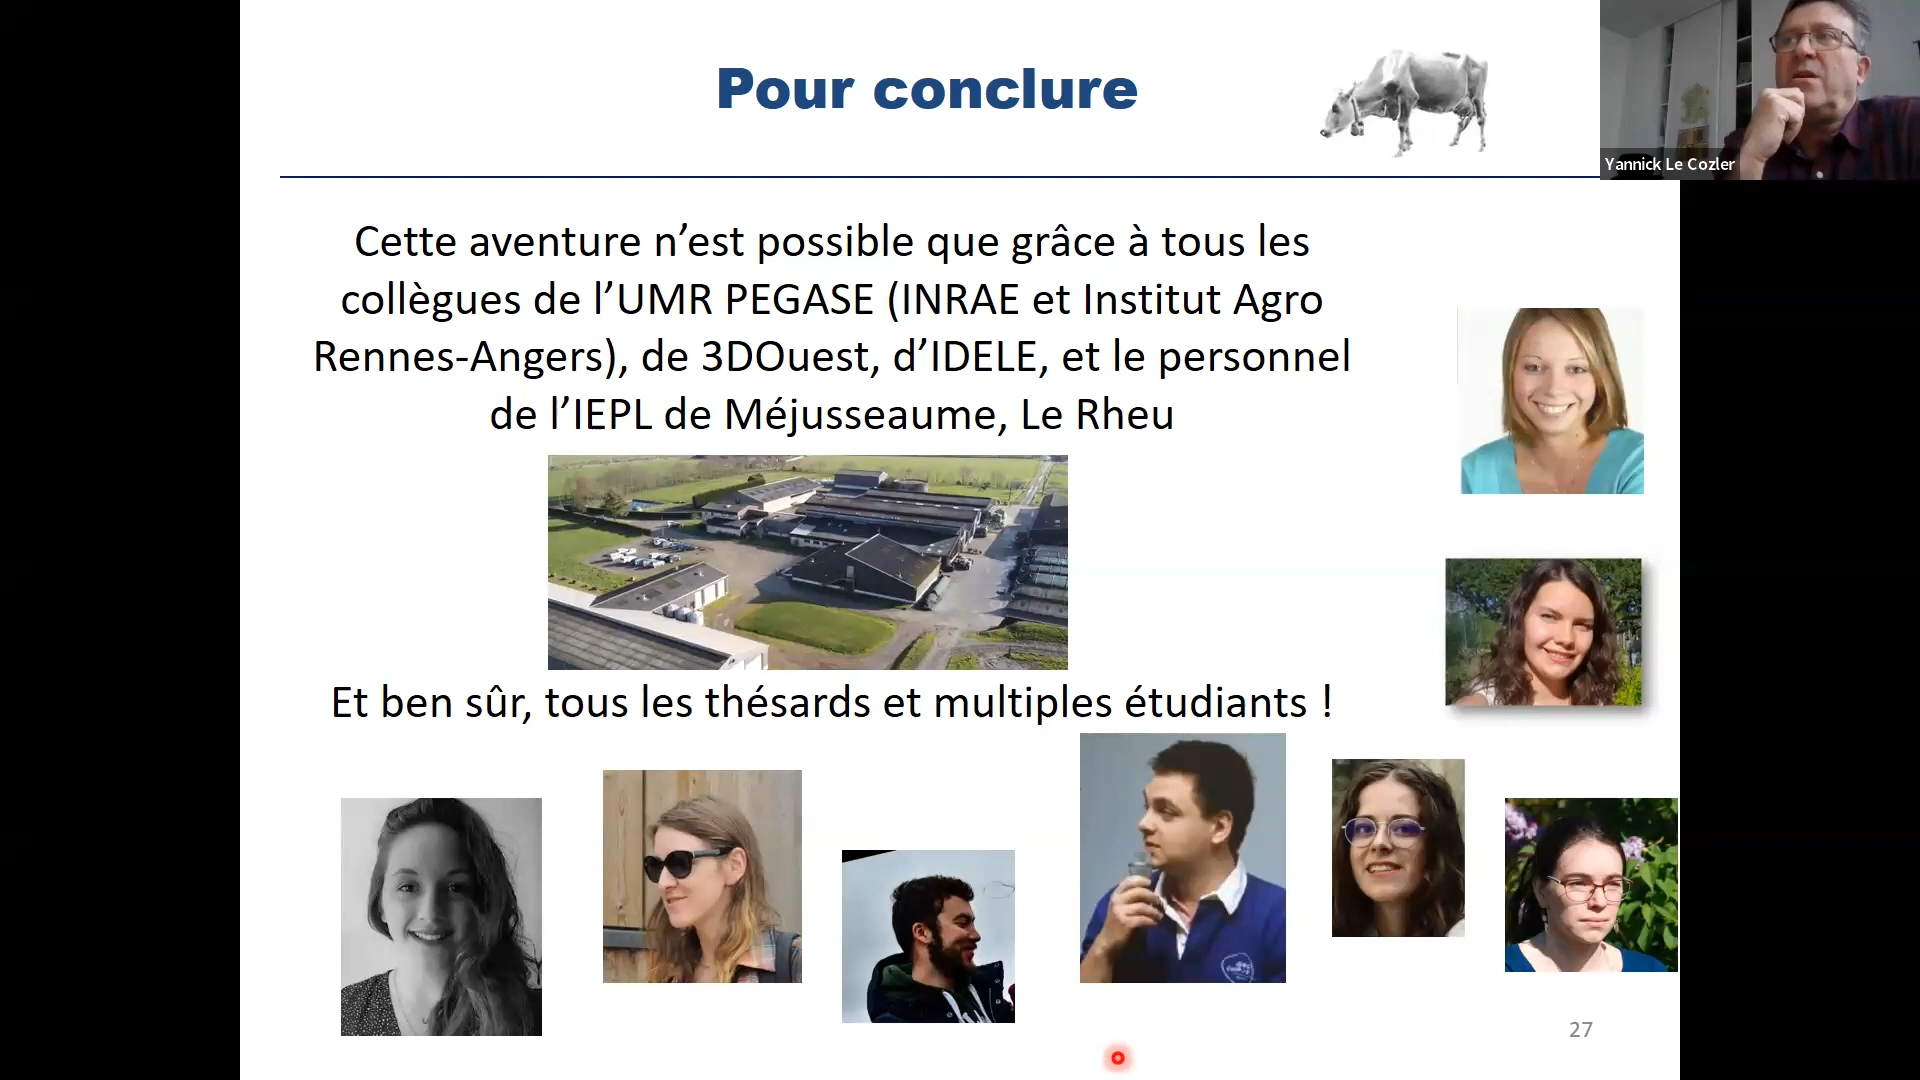 Pour conclure
Yannick Le Cozler
Cette aventure n’est possible que grâce à tous les
collègues de l’UMR PEGASE (INRAE et Institut Agro
Rennes-Angers), de 3DOuest, d’IDELE, et le personnel
de l’IEPL de Méjusseaume, Le Rheu
Et ben sûr, tous les thésards et multiples étudiants !
27